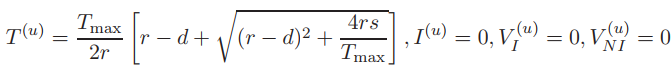 T^{(u)} = \frac{T_{\max}}{2r} \left[ r - d + \sqrt{(r - d)^2 + \frac{4rs}{T_{\max}}} \right], I^{(u)} = 0, V_I^{(u)} = 0, V_{NI}^{(u)} = 0